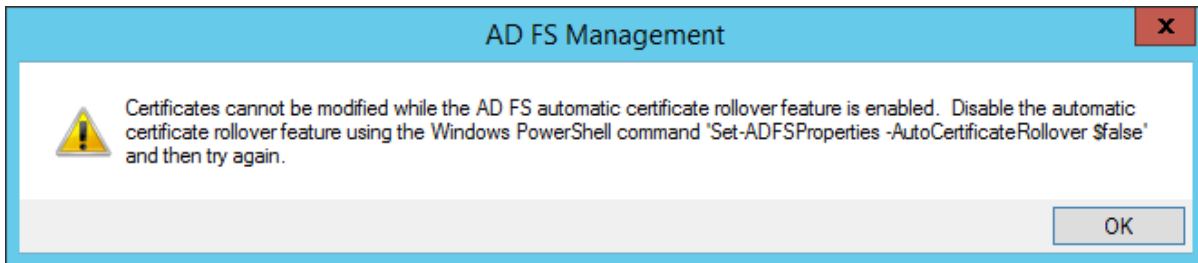 AD FS Management
x
Certificates cannot be modified while the AD FS automatic certificate rollover feature is enabled.  Disable the automatic
certificate rollover feature using the Windows PowerShell command 'Set-ADFSProperties -AutoCertificateRollover $false'
and then try again.
OK